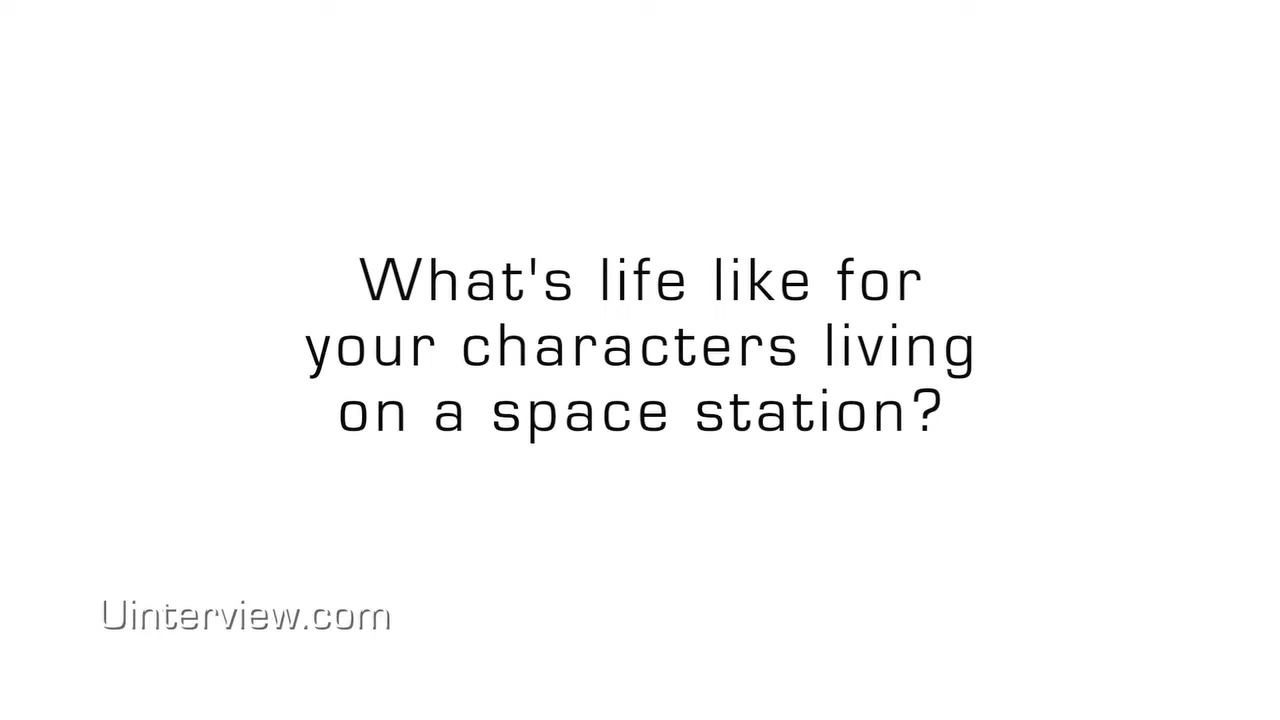 What's life like for
your characters living
on a space station?
Uinterview.com